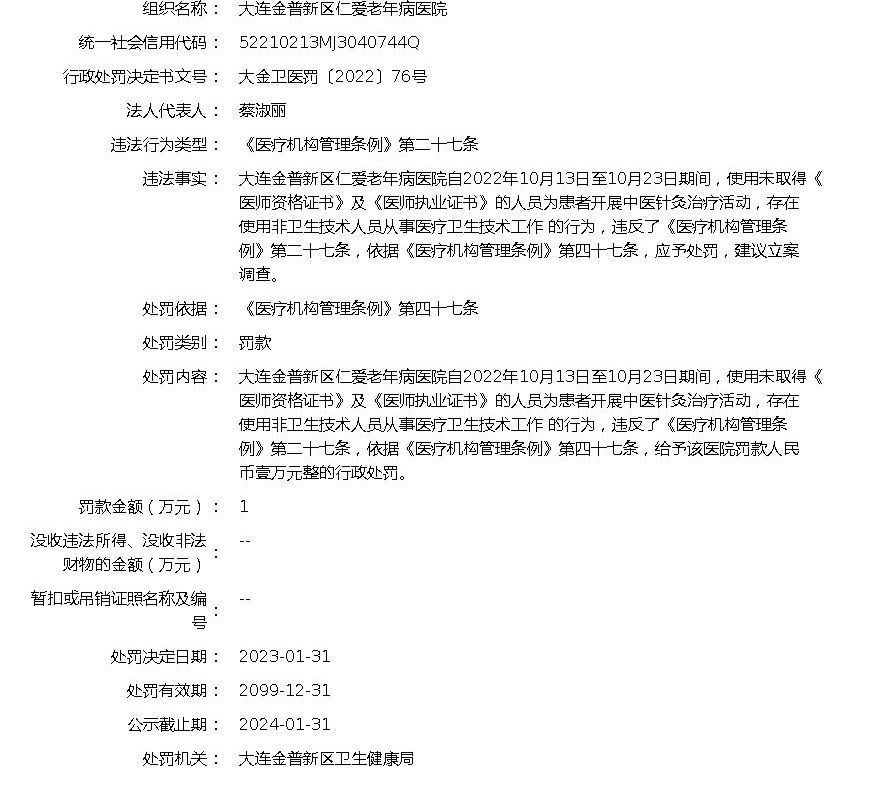 组织名称： 大连金普新区仁爱老年病医院
统一社会信用代码： 52210213MJ3040744Q
行政处罚决定书文号： 大金卫医罚〔2022〕76号
法人代表人： 蔡淑丽
违法行为类型： 《医疗机构管理条例》第二十七条
违法事实： 大连金普新区仁爱老年病医院自2022年10月13日至10月23日期间，使用未取得《
医师资格证书》及《医师执业证书》的人员为患者开展中医针灸治疗活动，存在
使用非卫生技术人员从事医疗卫生技术工作 的行为，违反了《医疗机构管理条
例》第二十七条，依据《医疗机构管理条例》第四十七条，应予处罚，建议立案
调查。
处罚依据： 《医疗机构管理条例》第四十七条
处罚类别： 罚款
处罚内容： 大连金普新区仁爱老年病医院自2022年10月13日至10月23日期间，使用未取得《
医师资格证书》及《医师执业证书》的人员为患者开展中医针灸治疗活动，存在
使用非卫生技术人员从事医疗卫生技术工作 的行为，违反了《医疗机构管理条
例》第二十七条，依据《医疗机构管理条例》第四十七条，给予该医院罚款人民
币壹万元整的行政处罚。
罚款金额（万元）： 1
没收违法所得、没收非法
财物的金额（万元）： --
暂扣或吊销证照名称及编
号： --
处罚决定日期： 2023-01-31
处罚有效期： 2099-12-31
公示截止期： 2024-01-31
处罚机关： 大连金普新区卫生健康局